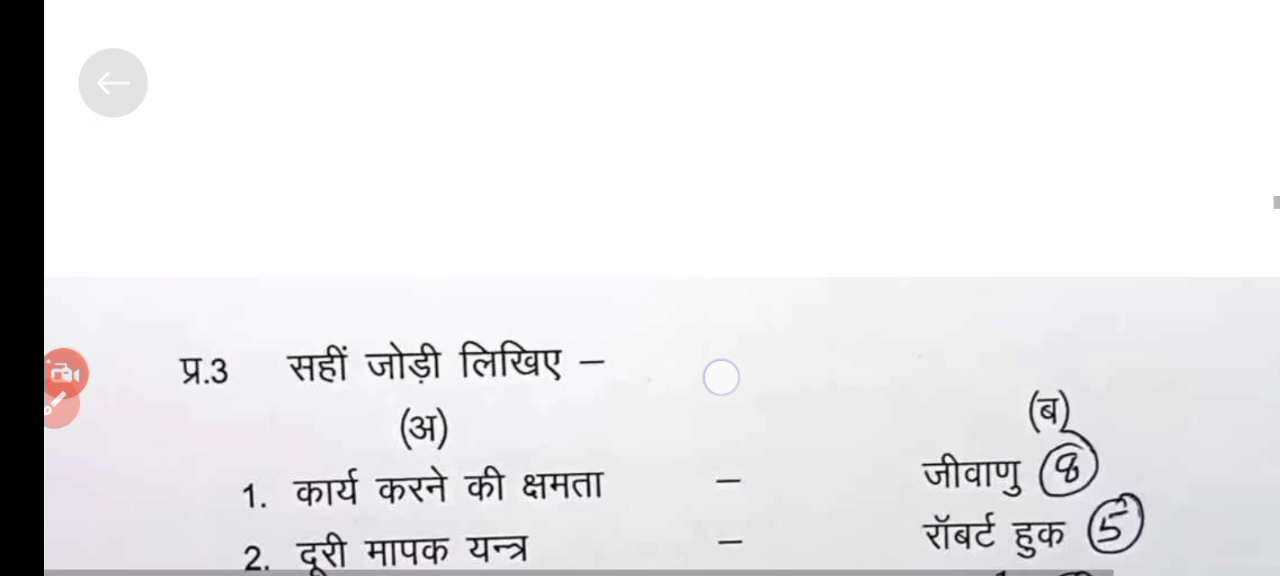 प्र.3 सहीं जोड़ी लिखिए –
(अ) (ब)
1. कार्य करने की क्षमता – जीवाणु 8
2. दूरी मापक यन्त्र – रॉबर्ट हुक 5